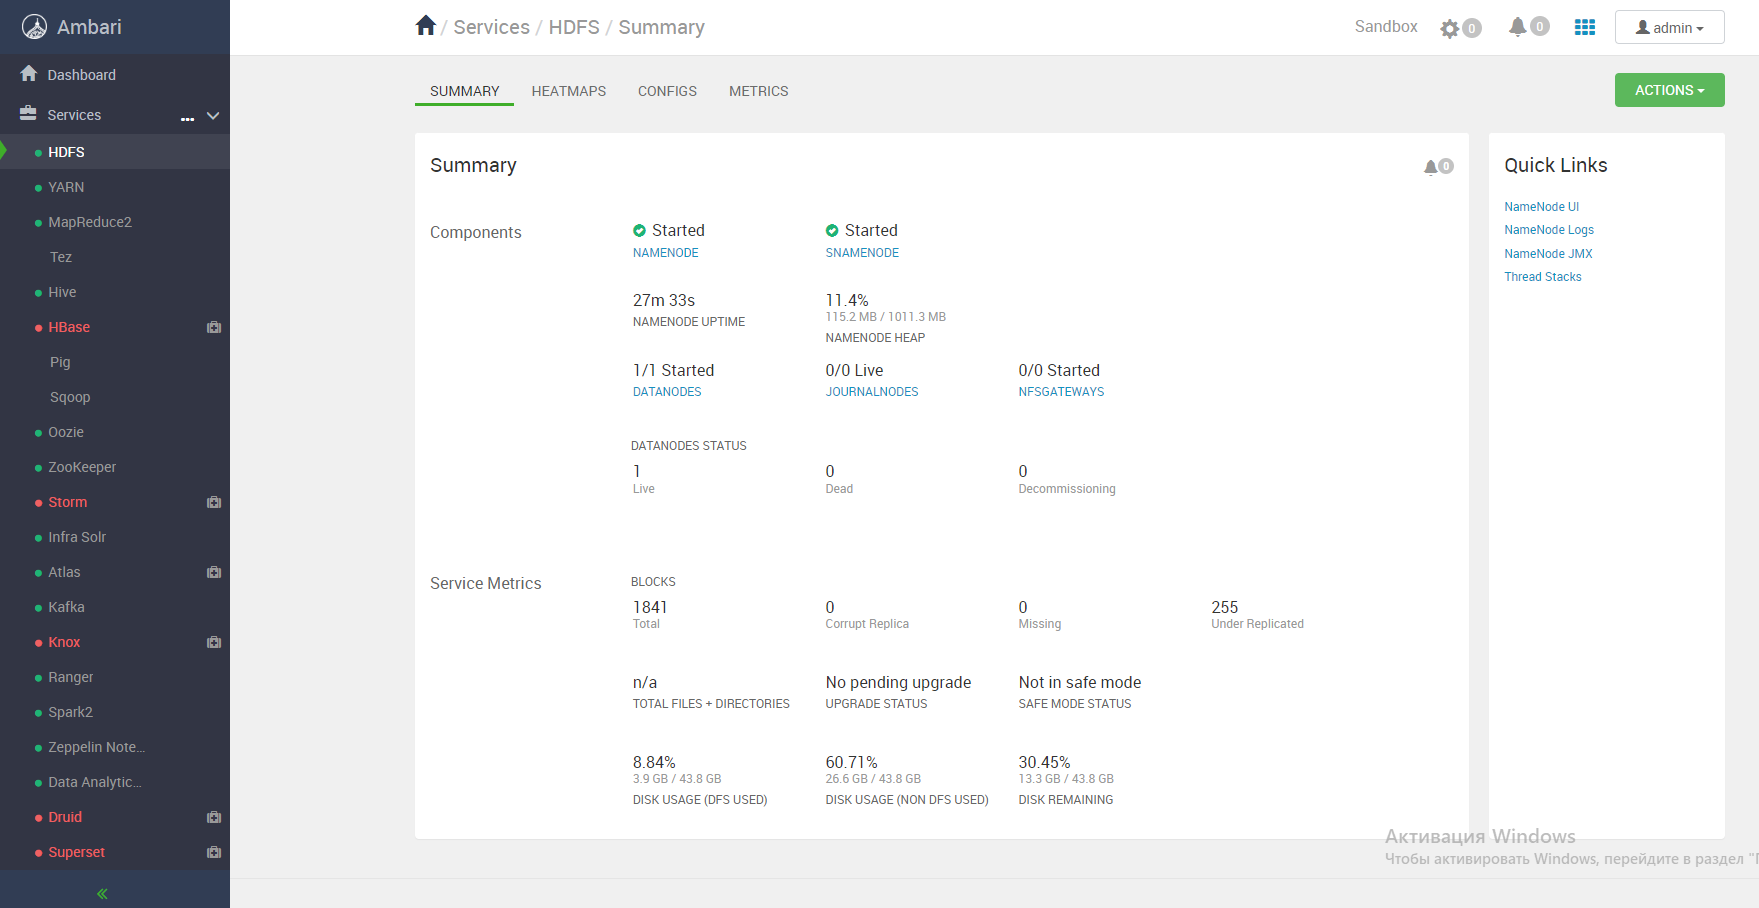 Ambari
/ Services / HDFS / Summary
Sandbox 0 0 admin
Dashboard
Services ...
HDFS
YARN
MapReduce2
Tez
Hive
HBase
Pig
Sqoop
Oozie
ZooKeeper
Storm
Infra Solr
Atlas
Kafka
Knox
Ranger
Spark2
Zeppelin Note...
Data Analytic...
Druid
Superset
SUMMARY HEATMAPS CONFIGS METRICS
ACTIONS
Summary 0
Components
Started Started
NAMENODE SNAMENODE
27m 33s 11.4%
115.2 MB / 1011.3 MB
NAMENODE UPTIME NAMENODE HEAP
1/1 Started 0/0 Live 0/0 Started
DATANODES JOURNALNODES NFSGATEWAYS
DATANODES STATUS
1 0 0
Live Dead Decommissioning
Service Metrics
BLOCKS
1841 0 0 255
Total Corrupt Replica Missing Under Replicated
n/a No pending upgrade Not in safe mode
TOTAL FILES + DIRECTORIES UPGRADE STATUS SAFE MODE STATUS
8.84% 60.71% 30.45%
3.9 GB / 43.8 GB 26.6 GB / 43.8 GB 13.3 GB / 43.8 GB
DISK USAGE (DFS USED) DISK USAGE (NON DFS USED) DISK REMAINING
Quick Links
NameNode UI
NameNode Logs
NameNode JMX
Thread Stacks
Активация Windows
Чтобы активировать Windows, перейдите в раздел "